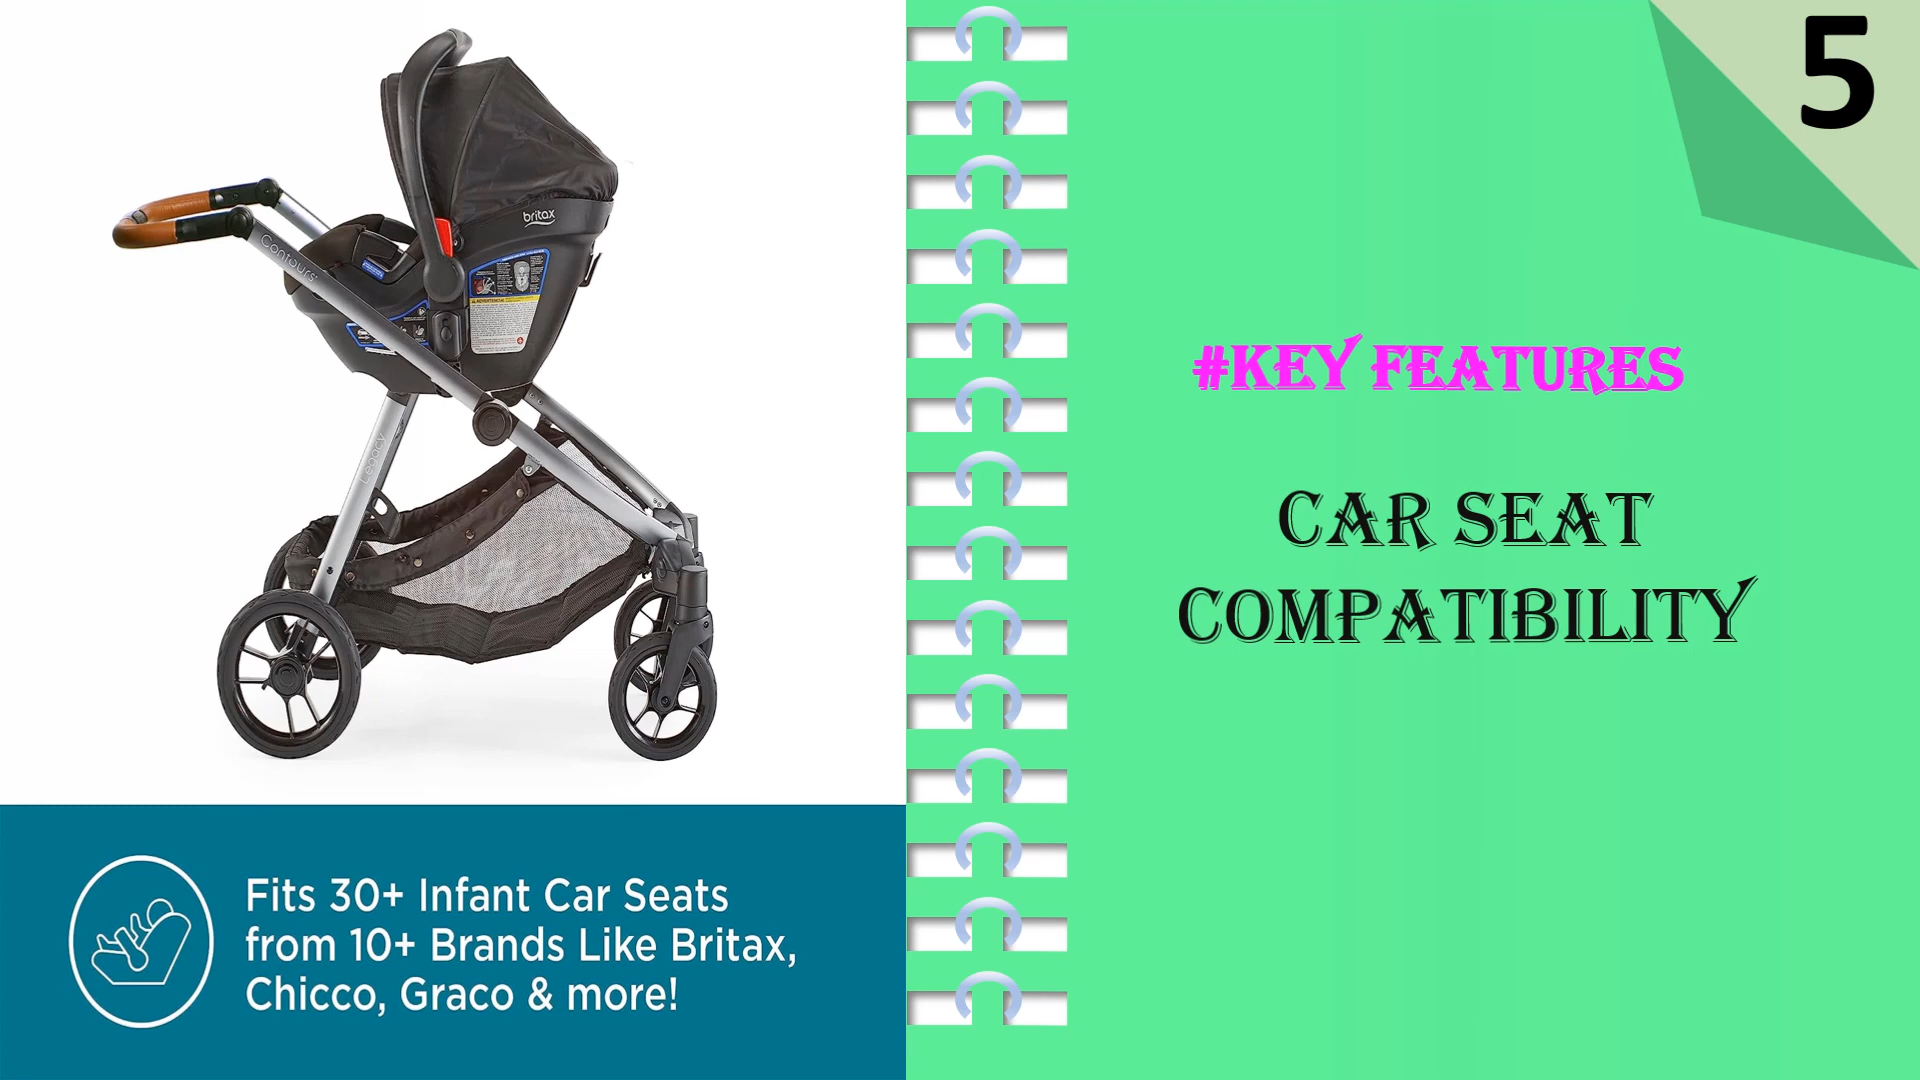 britax
Contours
Legacy
Fits 30+ Infant Car Seats
from 10+ Brands Like Britax,
Chicco, Graco & more!
5
#KEY FEATURES
CAR SEAT
COMPATIBILITY